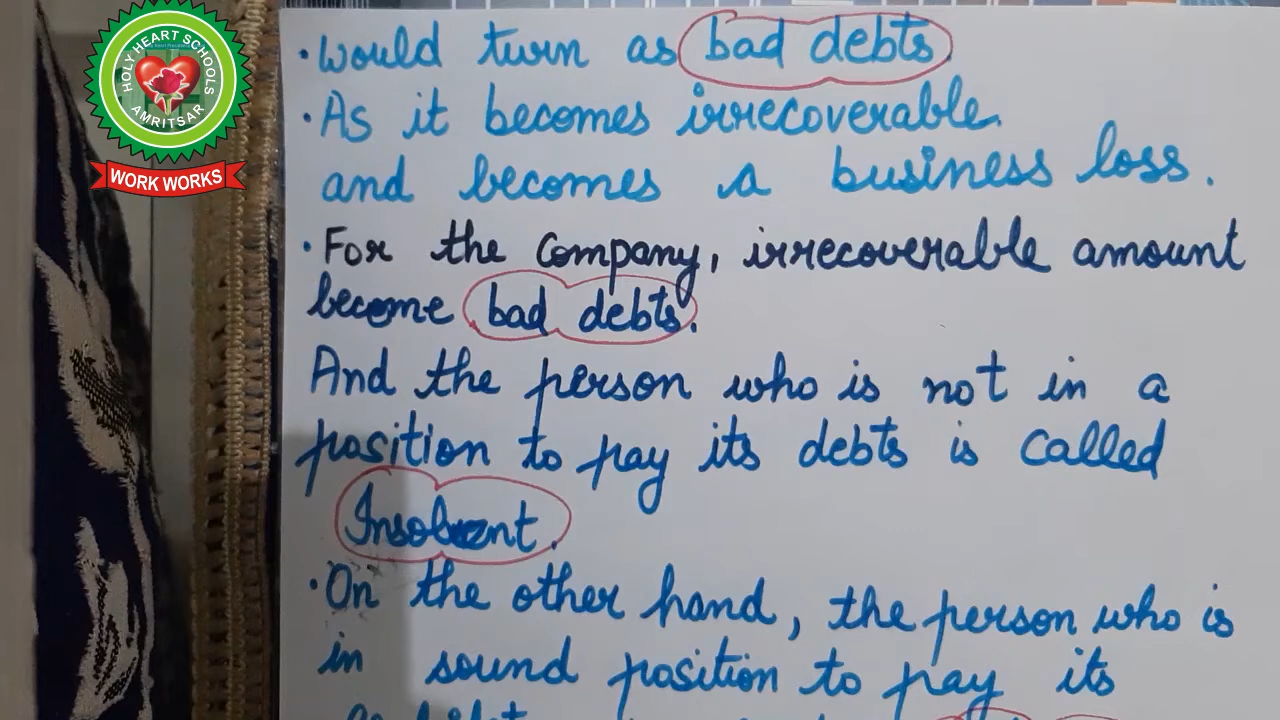 HOLY HEART SCHOOLS
AMRITSAR
WORK WORKS
• would turn as bad debts.
• As it becomes irrecoverable.
and becomes a business loss.
• For the company, irrecoverable amount
become bad debts.
And the person who is not in a
position to pay its debts is called
Insolvent.
• On the other hand, the person who is
in sound position to pay its